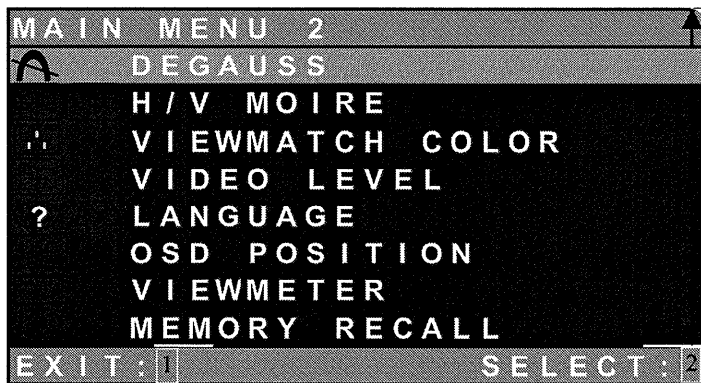 MAIN MENU 2
DEGAUSS
H/V MOIRE
VIEWMATCH COLOR
VIDEO LEVEL
? LANGUAGE
OSD POSITION
VIEWMETER
MEMORY RECALL
EXIT:1 SELECT:2